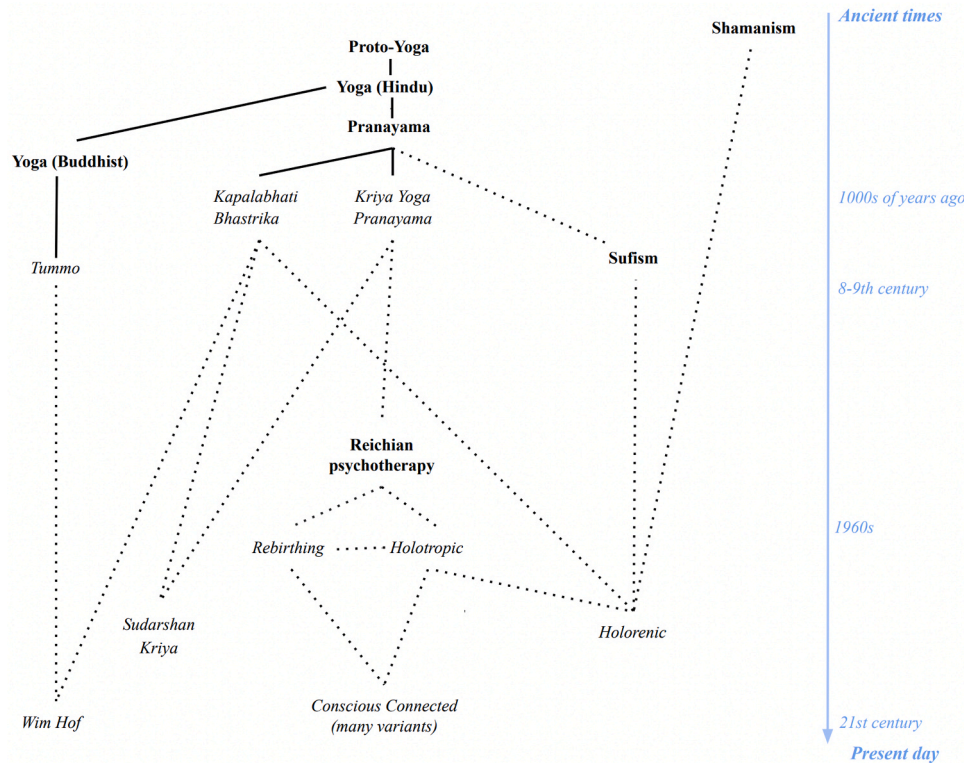 Ancient times
Shamanism
Proto-Yoga
Yoga (Hindu)
Pranayama
Yoga (Buddhist)
Kapalabhati
Bhastrika
Kriya Yoga
Pranayama
1000s of years ago
Sufism
Tummo
8-9th century
Reichian
psychotherapy
1960s
Rebirthing
Holotropic
Sudarshan
Kriya
Holorenic
Conscious Connected
(many variants)
Wim Hof
21st century
Present day